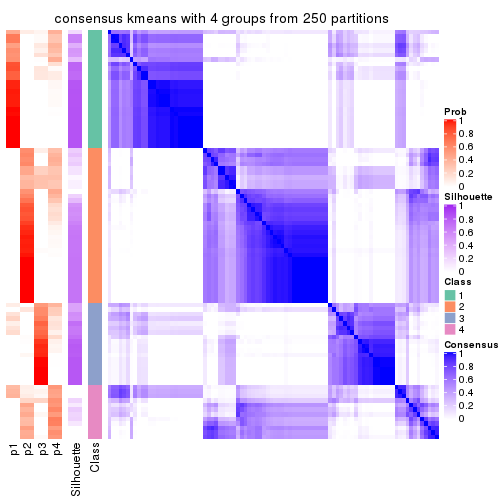 consensus kmeans with 4 groups from 250 partitions
Prob
1
0.8
0.6
0.4
0.2
0
Silhouette
1
0.8
0.6
0.4
0.2
0
Class
1
2
3
4
Consensus
1
0.8
0.6
0.4
0.2
0
p1
p2
p3
p4
Silhouette
Class